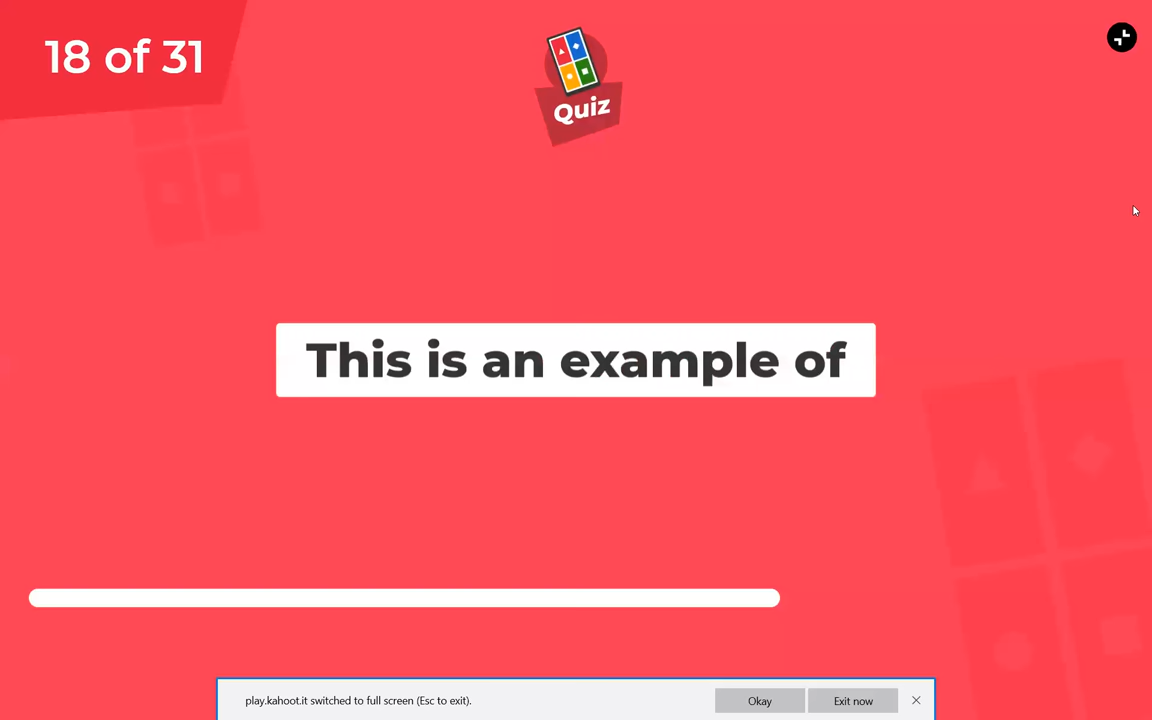 18 of 31
Quiz
This is an example of
play.kahoot.it switched to full screen (Esc to exit).
Okay
Exit now